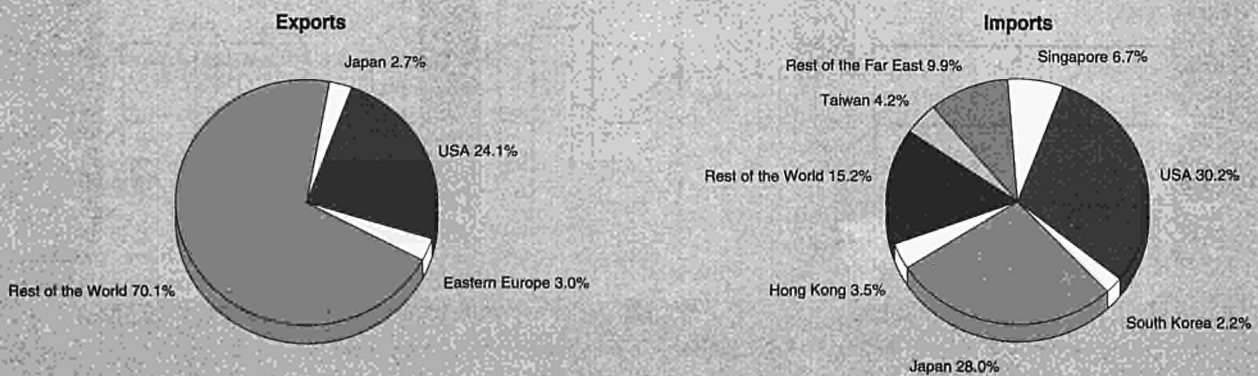 Exports
Japan 2.7%
USA 24.1%
Eastern Europe 3.0%
Rest of the World 70.1%
Imports
Singapore 6.7%
Rest of the Far East 9.9%
Taiwan 4.2%
Rest of the World 15.2%
USA 30.2%
Hong Kong 3.5%
South Korea 2.2%
Japan 28.0%